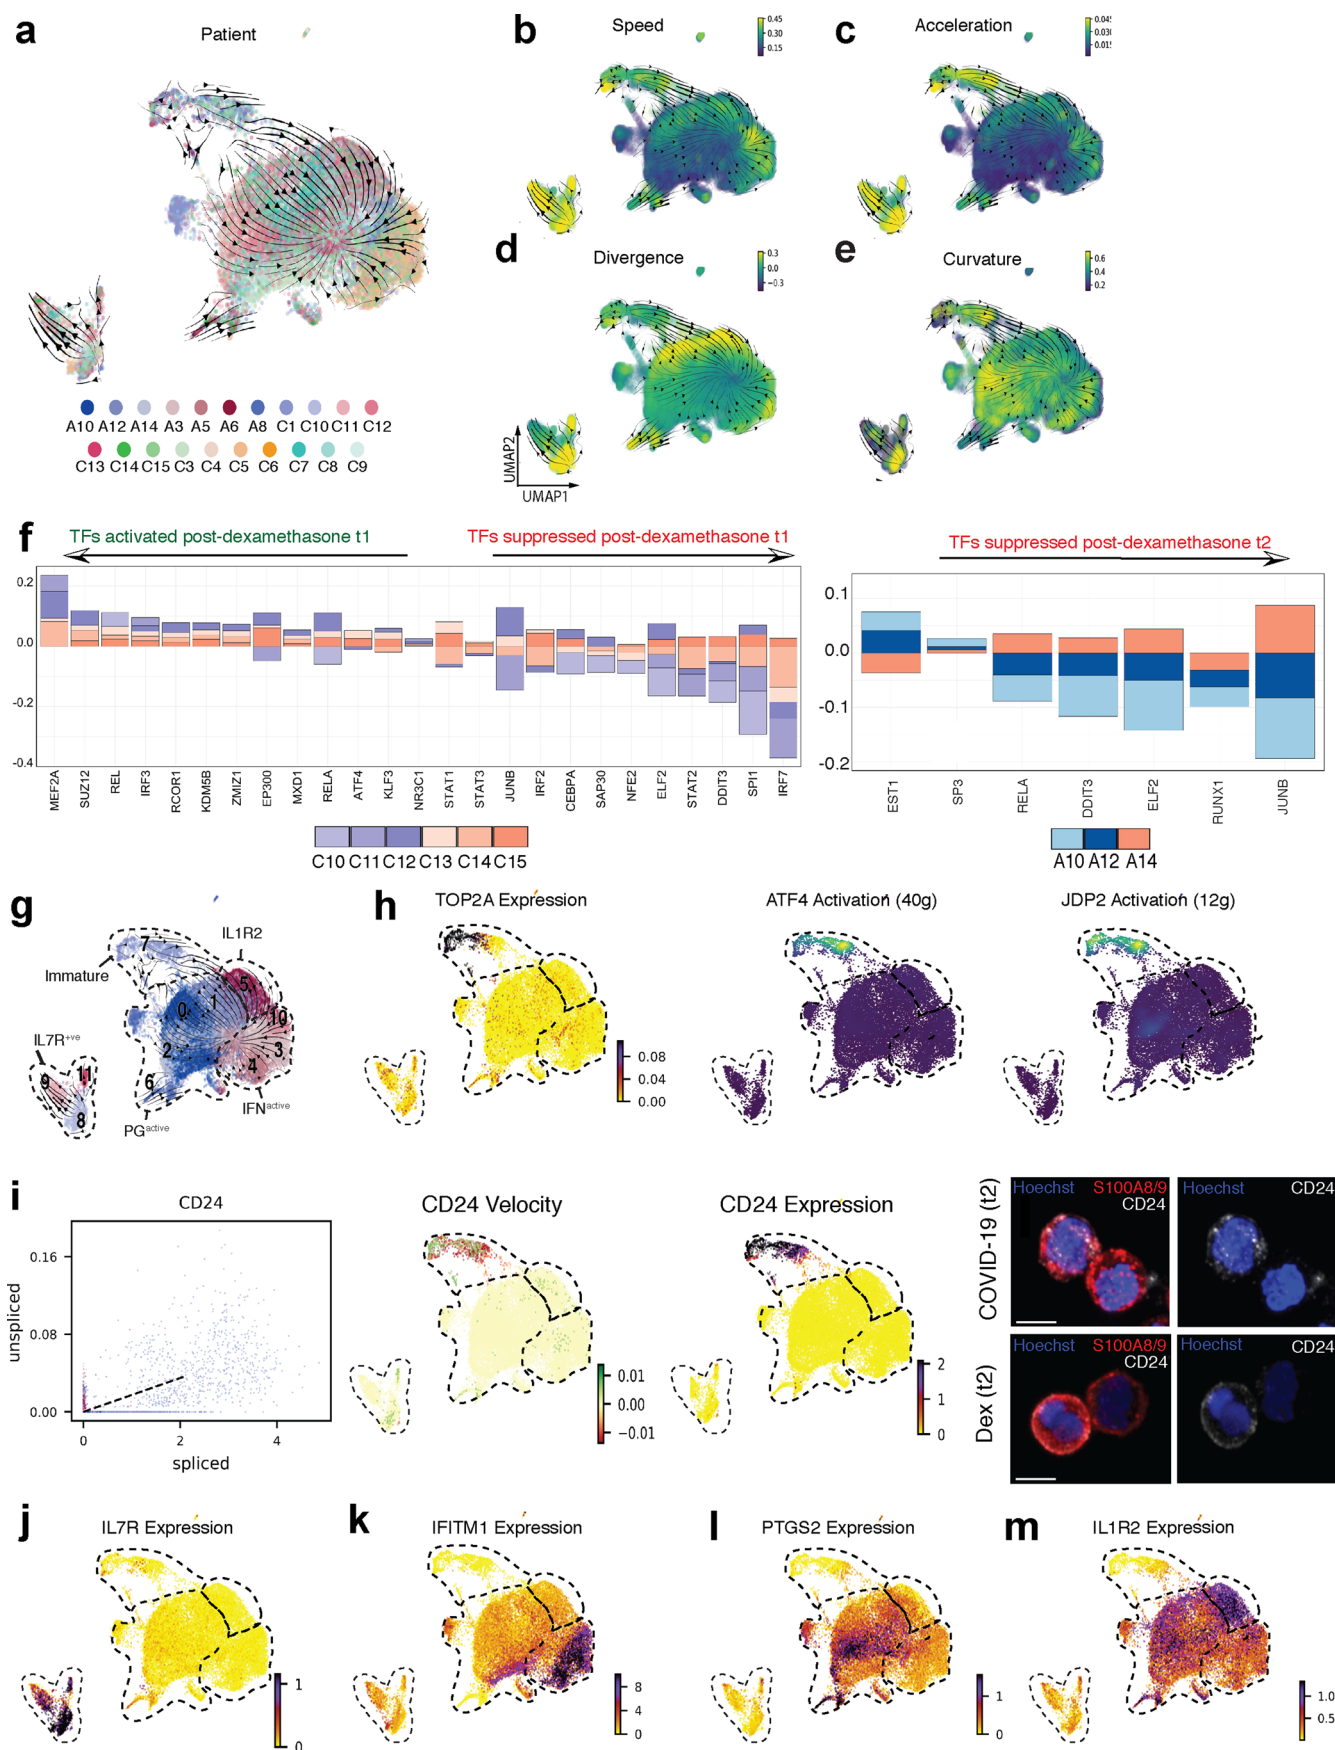 a
Patient
b
Speed
0.45
0.30
0.15
c
Acceleration
0.045
0.030
0.015
d
Divergence
0.3
0.0
−0.3
UMAP2
UMAP1
e
Curvature
0.6
0.4
0.2
A10 A12 A14 A3 A5 A6 A8 C1 C10 C11 C12
C13 C14 C15 C3 C4 C5 C6 C7 C8 C9
f
TFs activated post-dexamethasone t1
TFs suppressed post-dexamethasone t1
0.2
0.0
-0.2
-0.4
MEF2A SUZ12 REL IRF3 RCOR1 KDM5B ZMIZ1 EP300 MXD1 RELA ATF4 KLF3 NR3C1 STAT1 STAT3 JUNB IRF2 CEBPA SAP30 NFE2 ELF2 STAT2 DDIT3 SPI1 IRF7
C10 C11 C12 C13 C14 C15
TFs suppressed post-dexamethasone t2
0.1
0.0
-0.1
-0.2
EST1 SP3 RELA DDIT3 ELF2 RUNX1 JUNB
A10 A12 A14
g
IL1R2
Immature
IL7R+ve
PGactive
IFNactive
7
5
0
1
10
2
3
4
6
9
11
8
h
TOP2A Expression
0.08
0.04
0.00
ATF4 Activation (40g)
JDP2 Activation (12g)
i
CD24
unspliced
0.16
0.08
0.00
0 2 4
spliced
CD24 Velocity
0.01
0.00
−0.01
CD24 Expression
2
1
0
COVID-19 (t2)
Hoechst S100A8/9
CD24
Hoechst CD24
Dex (t2)
Hoechst S100A8/9
CD24
Hoechst CD24
j
IL7R Expression
1
0
k
IFITM1 Expression
8
4
0
l
PTGS2 Expression
1
0
m
IL1R2 Expression
1.0
0.5